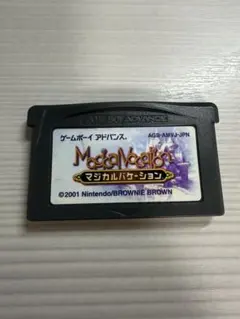 GAME BOY ADVANCE
ゲームボーイ アドバンス
AGB-AMVJ-JPN
Magical Vacation
マジカルバケーション
©2001 Nintendo/BROWNIE BROWN